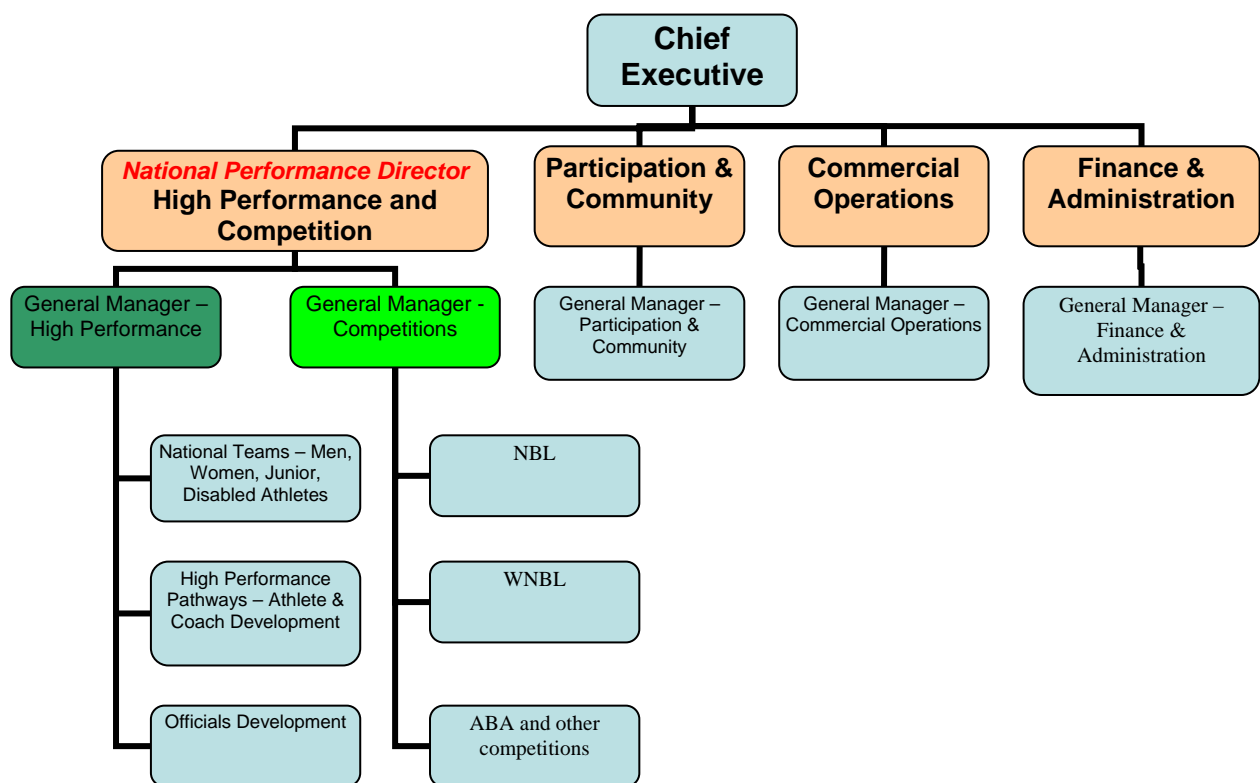 Chief
Executive
National Performance Director
High Performance and
Competition
Participation &
Community
Commercial
Operations
Finance &
Administration
General Manager –
High Performance
General Manager -
Competitions
General Manager –
Participation &
Community
General Manager –
Commercial Operations
General Manager –
Finance &
Administration
National Teams – Men,
Women, Junior,
Disabled Athletes
NBL
High Performance
Pathways – Athlete &
Coach Development
WNBL
Officials Development
ABA and other
competitions